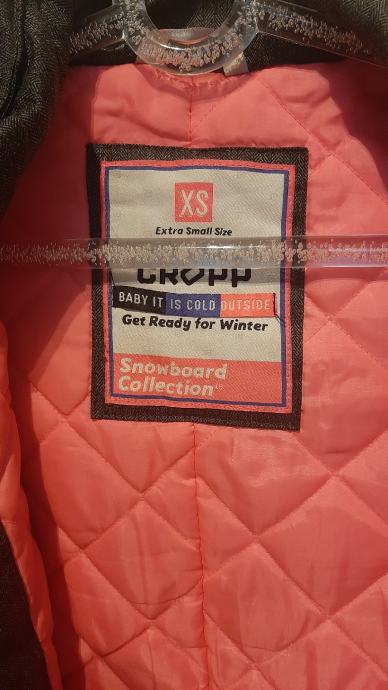 XS
Extra Small Size
CROPP
BABY IT IS COLD OUTSIDE
Get Ready for Winter
Snowboard
Collection